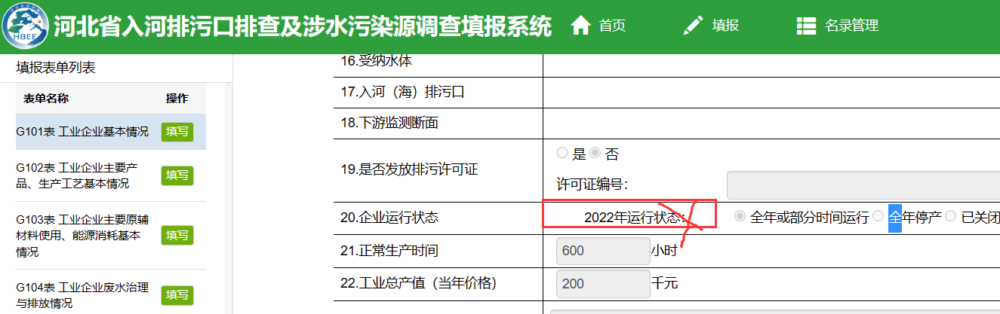 HBEE
河北省入河排污口排查及涉水污染源调查填报系统
首页
填报
名录管理
填报表单列表
表单名称
操作
G101表 工业企业基本情况
填写
G102表 工业企业主要产
品、生产工艺基本情况
填写
G103表 工业企业主要原辅
材料使用、能源消耗基本
情况
填写
G104表 工业企业废水治理
与排放情况
填写
16.受纳水体
17.入河（海）排污口
18.下游监测断面
19.是否发放排污许可证
是 否
许可证编号：
20.企业运行状态
2022年运行状态：
全年或部分时间运行 全年停产 已关闭
21.正常生产时间
600 小时
22.工业总产值（当年价格）
200 千元